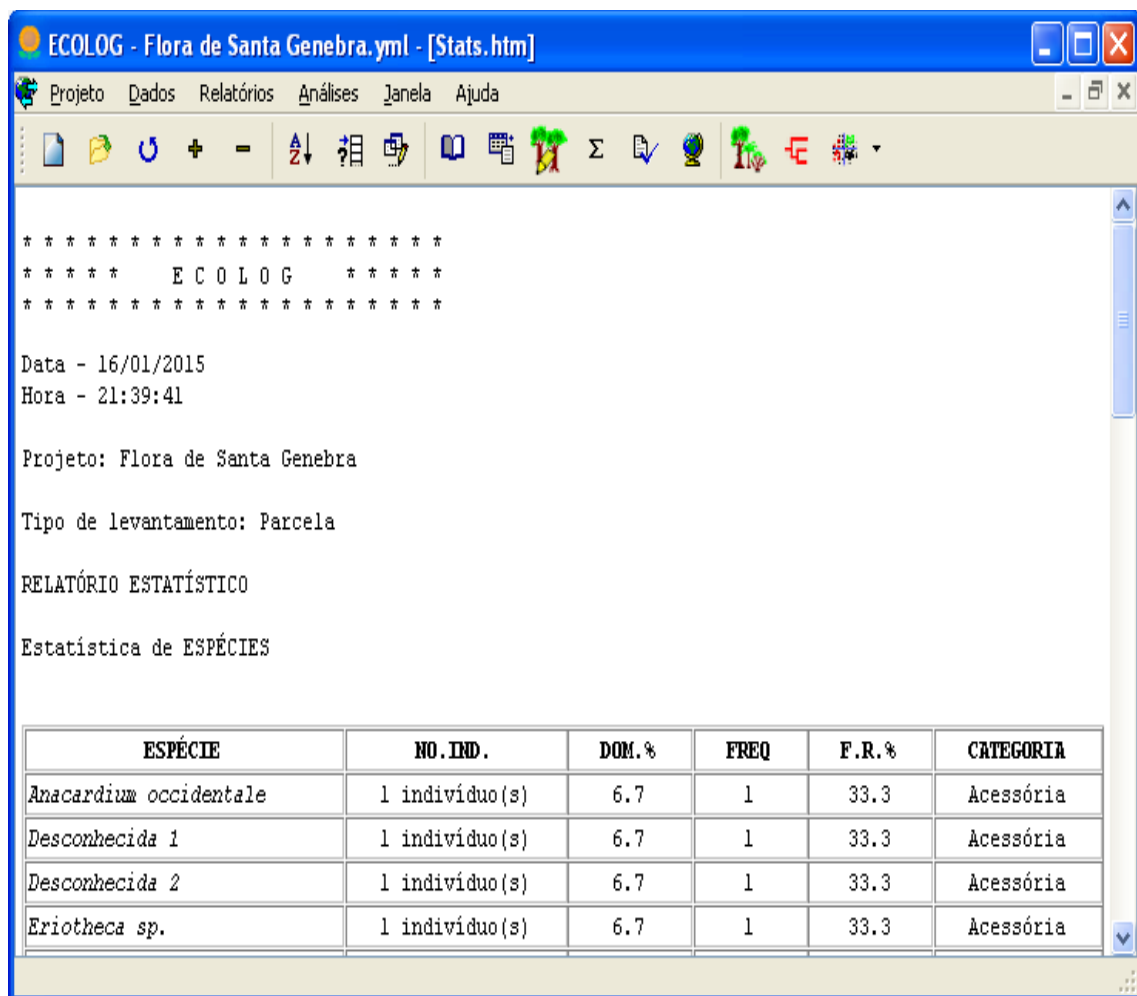 ECOLOG - Flora de Santa Genebra.yml - [Stats.htm]
Projeto Dados Relatórios Análises Janela Ajuda
* * * * * * * * * * * * * * * * * * * *
* * * * * E C O L O G * * * * *
* * * * * * * * * * * * * * * * * * * *
Data - 16/01/2015
Hora - 21:39:41
Projeto: Flora de Santa Genebra
Tipo de levantamento: Parcela
RELATÓRIO ESTATÍSTICO
Estatística de ESPÉCIES
ESPÉCIE NO.IND. DOM.% FREQ F.R.% CATEGORIA
Anacardium occidentale 1 indivíduo(s) 6.7 1 33.3 Acessória
Desconhecida 1 1 indivíduo(s) 6.7 1 33.3 Acessória
Desconhecida 2 1 indivíduo(s) 6.7 1 33.3 Acessória
Eriotheca sp. 1 indivíduo(s) 6.7 1 33.3 Acessória